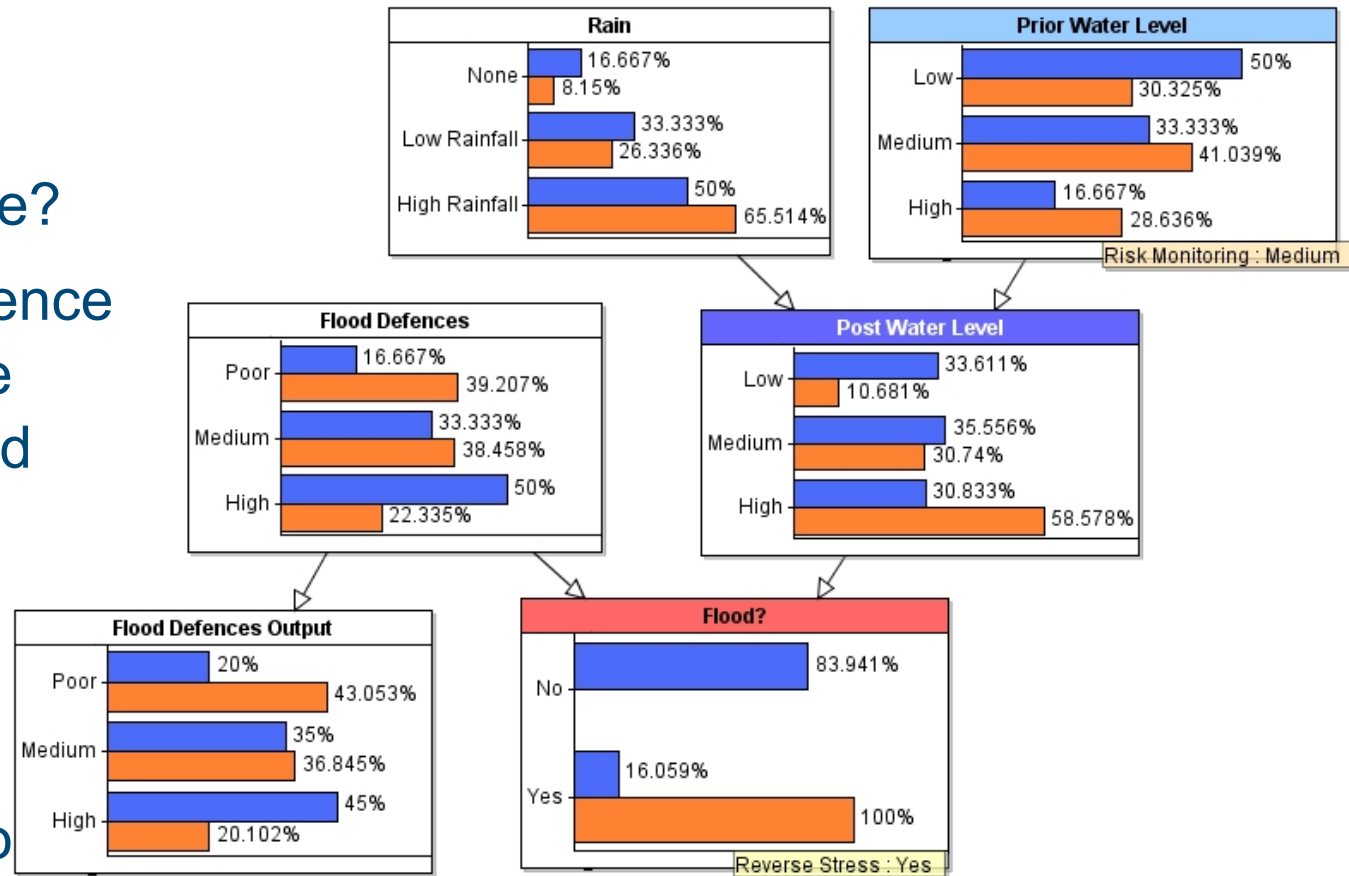 Rain
None
16.667%
8.15%
Low Rainfall
33.333%
26.336%
High Rainfall
50%
65.514%
Prior Water Level
Low
50%
30.325%
Medium
33.333%
41.039%
High
16.667%
28.636%
Risk Monitoring : Medium
e?
ence
e
d
Flood Defences
Poor
16.667%
39.207%
Medium
33.333%
38.458%
High
50%
22.335%
Post Water Level
Low
33.611%
10.681%
Medium
35.556%
30.74%
High
30.833%
58.578%
Flood Defences Output
Poor
20%
43.053%
Medium
35%
36.845%
High
45%
20.102%
Flood?
No
83.941%
Yes
16.059%
100%
Reverse Stress : Yes